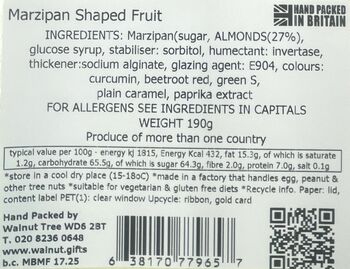 Marzipan Shaped Fruit
HAND PACKED
IN BRITAIN
INGREDIENTS: Marzipan(sugar, ALMONDS(27%),
glucose syrup, stabiliser: sorbitol, humectant: invertase,
thickener:sodium alginate, glazing agent: E904, colours:
curcumin, beetroot red, green S,
plain caramel, paprika extract
FOR ALLERGENS SEE INGREDIENTS IN CAPITALS
WEIGHT 190g
Produce of more than one country
typical value per 100g - energy kj 1815, Energy Kcal 432, fat 15.3g, of which is saturate
1.2g, carbohydrate 65.5g, of which is sugar 64.3g, fibre 2.0g, protein 7.0g, salt 0.1g
*store in a cool dry place (15-18oC) *made in a factory that handles egg, peanut &
other tree nuts *suitable for vegetarian & gluten free diets *Recycle info. Paper: lid,
content label PET(1): clear window Upcycle: ribbon, gold card
Hand Packed by
Walnut Tree WD6 2BT
T. 020 8236 0648
www.walnut.gifts
b.c. MBMF 17.25
6 38170 77965 7